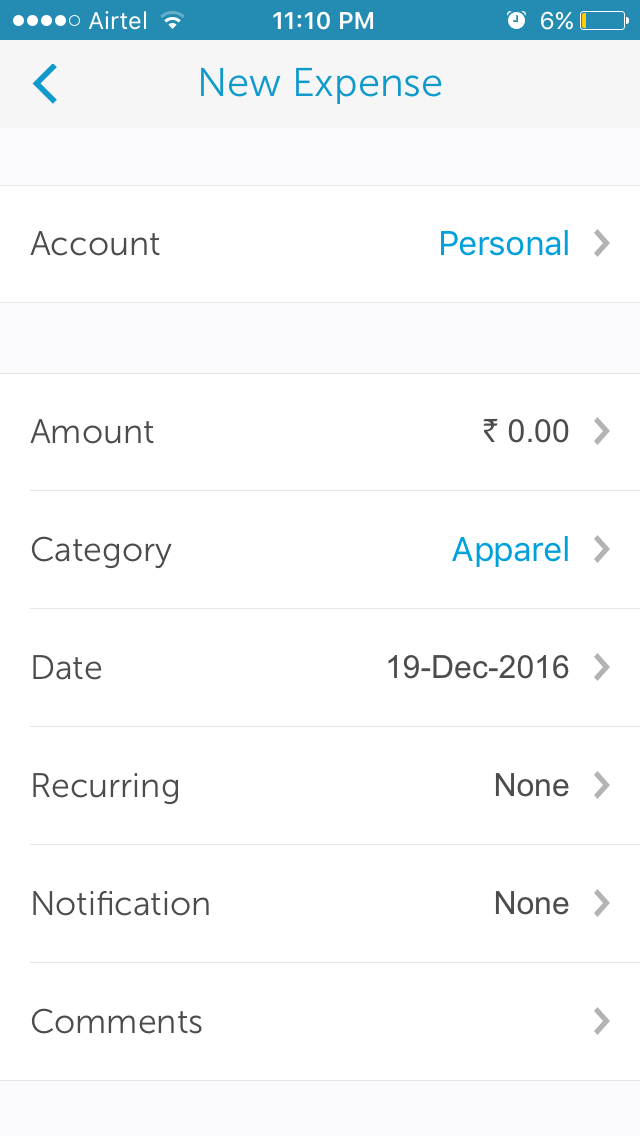 Airtel 11:10 PM 6%
New Expense
Account Personal
Amount ₹ 0.00
Category Apparel
Date 19-Dec-2016
Recurring None
Notification None
Comments